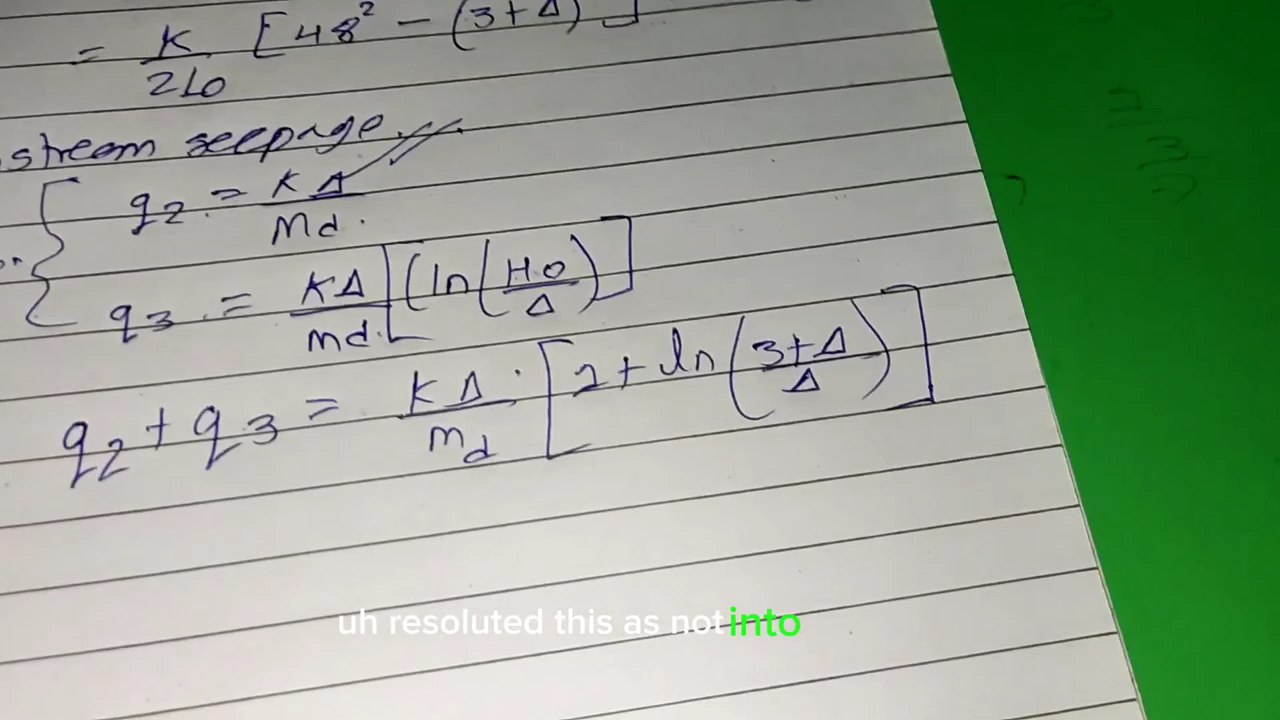 = K/2L0 [48² - (3+Δ)]
stream seepage
q2 = KΔ/md.
q3 = KΔ/md. [(ln(H0/Δ)]
q2+q3 = KΔ/md . [2+ln(3+Δ/Δ)]
uh resoluted this as not into